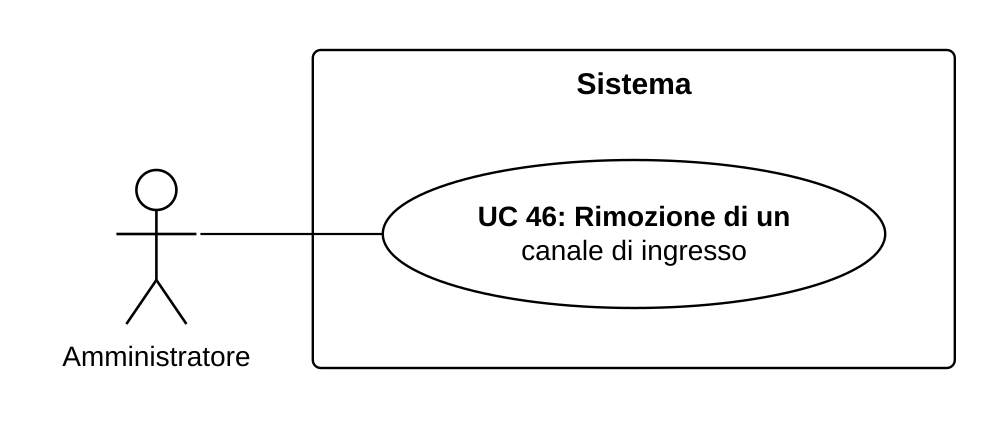 Sistema
UC 46: Rimozione di un
canale di ingresso
Amministratore